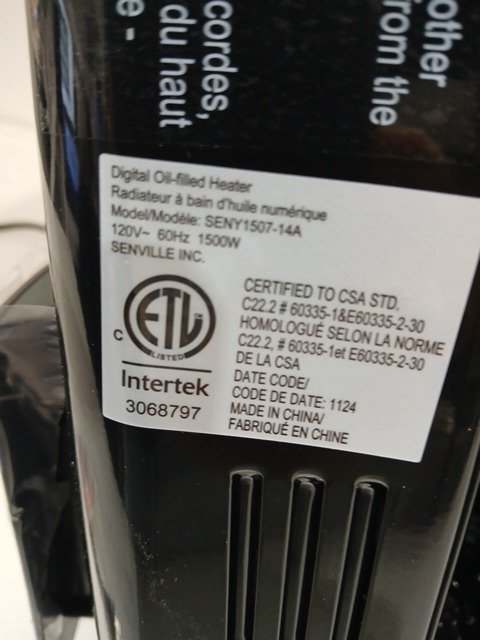 other
from the
cordes,
du haut
e -
Digital Oil-filled Heater
Radiateur à bain d'huile numérique
Model/Modèle: SENY1507-14A
120V~ 60Hz 1500W
SENVILLE INC.
C
ETL
LISTED
Intertek
3068797
CERTIFIED TO CSA STD.
C22.2 # 60335-1&E60335-2-30
HOMOLOGUÉ SELON LA NORME
C22.2, # 60335-1et E60335-2-30
DE LA CSA
DATE CODE/
CODE DE DATE: 1124
MADE IN CHINA/
FABRIQUÉ EN CHINE